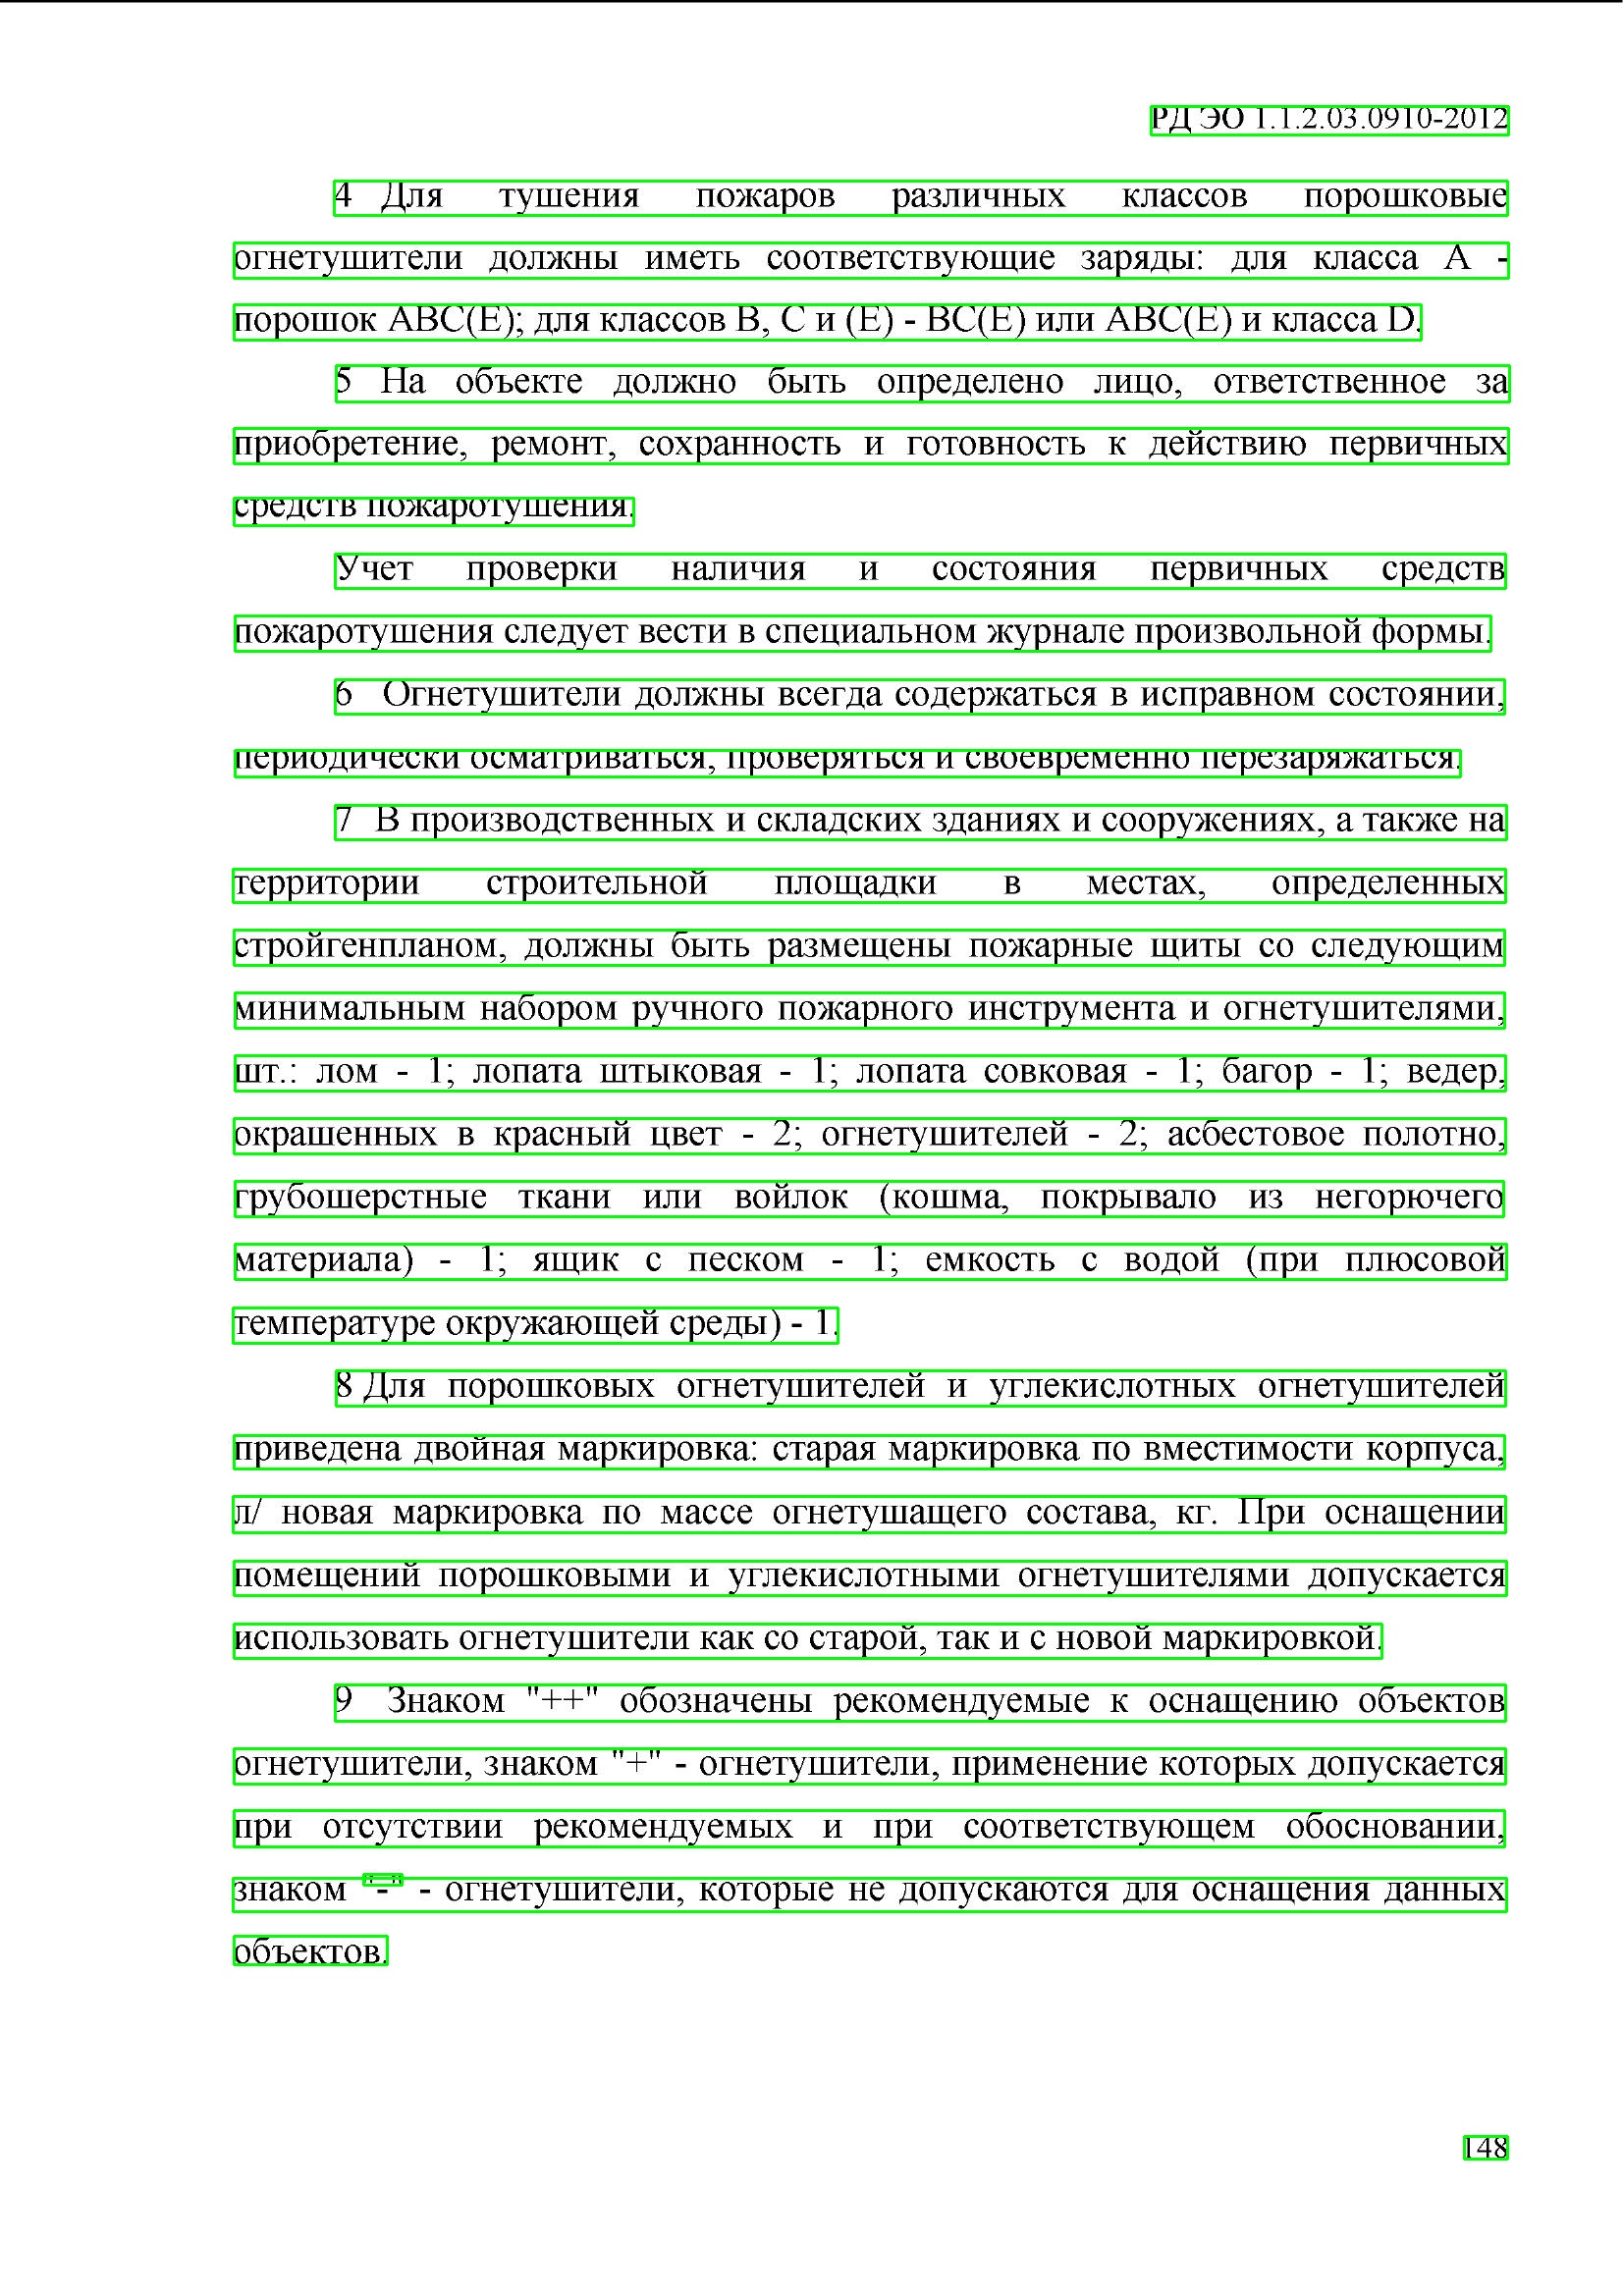 РД ЭО 1.1.2.03.0910-2012
4 Для тушения пожаров различных классов порошковые
огнетушители должны иметь соответствующие заряды: для класса А -
порошок АВС(Е); для классов В, С и (Е) - ВС(Е) или АВС(Е) и класса D.
5 На объекте должно быть определено лицо, ответственное за
приобретение, ремонт, сохранность и готовность к действию первичных
средств пожаротушения.
Учет проверки наличия и состояния первичных средств
пожаротушения следует вести в специальном журнале произвольной формы.
6 Огнетушители должны всегда содержаться в исправном состоянии,
периодически осматриваться, проверяться и своевременно перезаряжаться.
7 В производственных и складских зданиях и сооружениях, а также на
территории строительной площадки в местах, определенных
стройгенпланом, должны быть размещены пожарные щиты со следующим
минимальным набором ручного пожарного инструмента и огнетушителями,
шт.: лом - 1; лопата штыковая - 1; лопата совковая - 1; багор - 1; ведер,
окрашенных в красный цвет - 2; огнетушителей - 2; асбестовое полотно,
грубошерстные ткани или войлок (кошма, покрывало из негорючего
материала) - 1; ящик с песком - 1; емкость с водой (при плюсовой
температуре окружающей среды) - 1.
8 Для порошковых огнетушителей и углекислотных огнетушителей
приведена двойная маркировка: старая маркировка по вместимости корпуса,
л/ новая маркировка по массе огнетушащего состава, кг. При оснащении
помещений порошковыми и углекислотными огнетушителями допускается
использовать огнетушители как со старой, так и с новой маркировкой.
9 Знаком "++" обозначены рекомендуемые к оснащению объектов
огнетушители, знаком "+" - огнетушители, применение которых допускается
при отсутствии рекомендуемых и при соответствующем обосновании,
знаком "-" - огнетушители, которые не допускаются для оснащения данных
объектов.
148